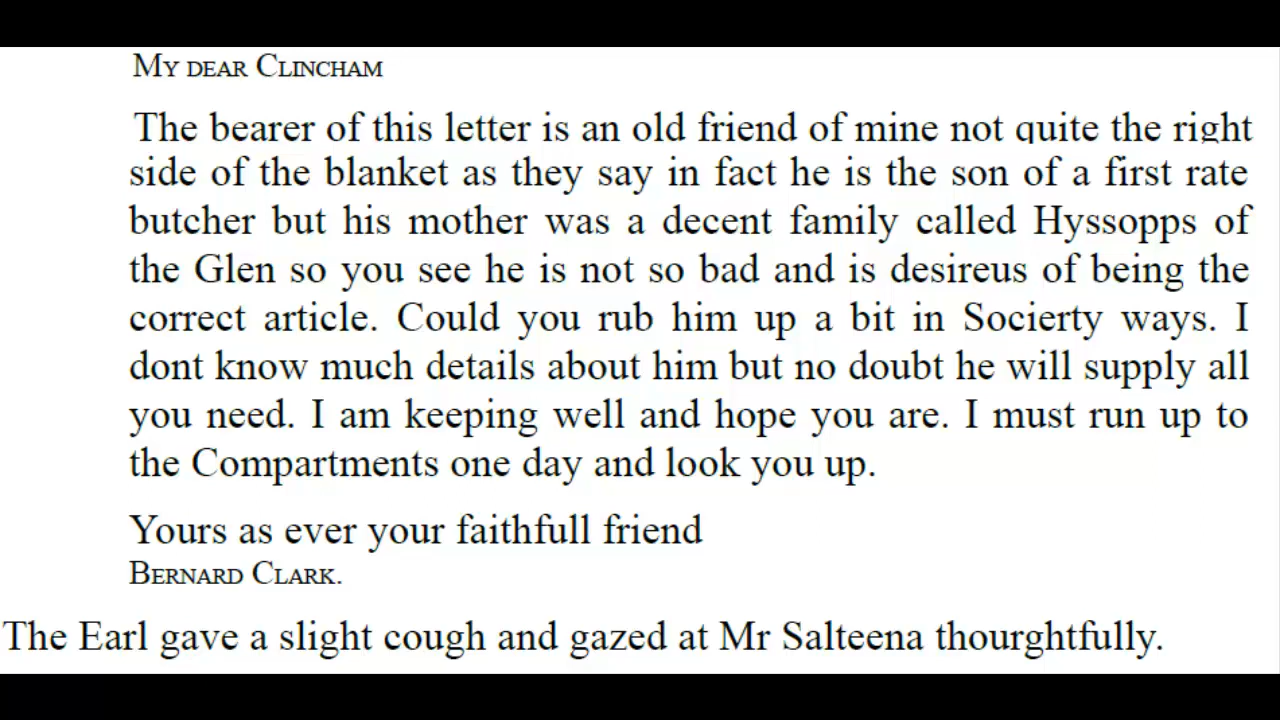 My dear Clincham
The bearer of this letter is an old friend of mine not quite the right
side of the blanket as they say in fact he is the son of a first rate
butcher but his mother was a decent family called Hyssopps of
the Glen so you see he is not so bad and is desireus of being the
correct article. Could you rub him up a bit in Socierty ways. I
dont know much details about him but no doubt he will supply all
you need. I am keeping well and hope you are. I must run up to
the Compartments one day and look you up.
Yours as ever your faithfull friend
Bernard Clark.
The Earl gave a slight cough and gazed at Mr Salteena thourghtfully.